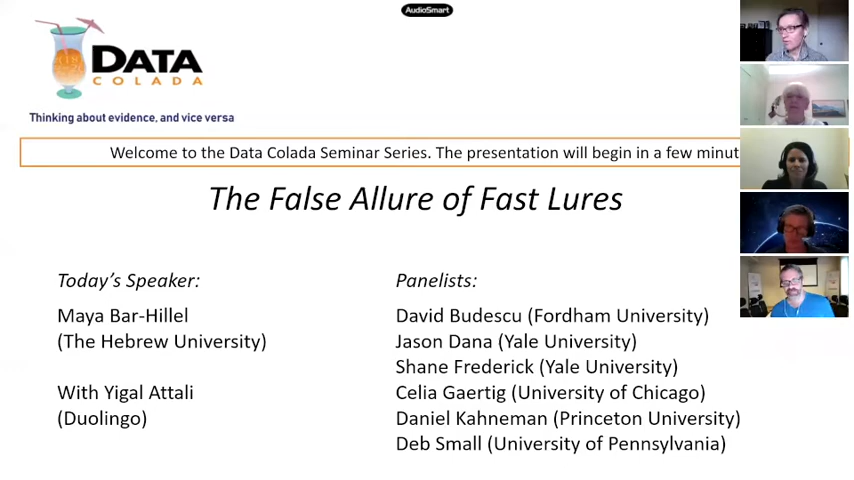 AudioSmart
DATA
COLADA
Thinking about evidence, and vice versa
Welcome to the Data Colada Seminar Series. The presentation will begin in a few minut
The False Allure of Fast Lures
Today's Speaker:
Maya Bar-Hillel
(The Hebrew University)
With Yigal Attali
(Duolingo)
Panelists:
David Budescu (Fordham University)
Jason Dana (Yale University)
Shane Frederick (Yale University)
Celia Gaertig (University of Chicago)
Daniel Kahneman (Princeton University)
Deb Small (University of Pennsylvania)